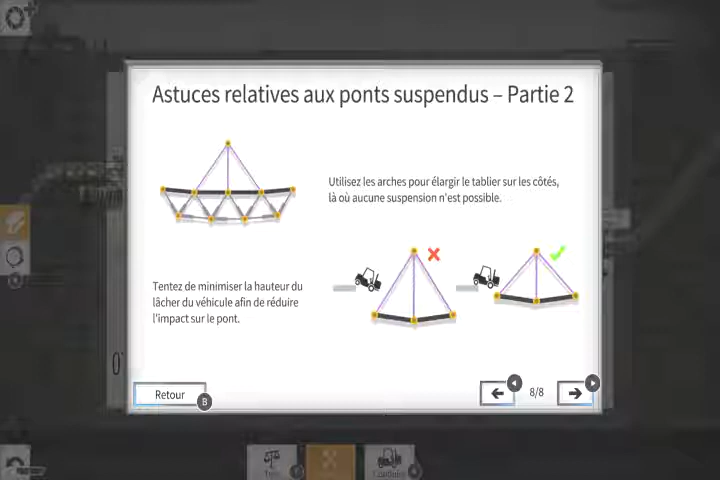 Astuces relatives aux ponts suspendus – Partie 2
Utilisez les arches pour élargir le tablier sur les côtés,
là où aucune suspension n'est possible.
Tentez de minimiser la hauteur du
lâcher du véhicule afin de réduire
l'impact sur le pont.
Retour
B
8/8